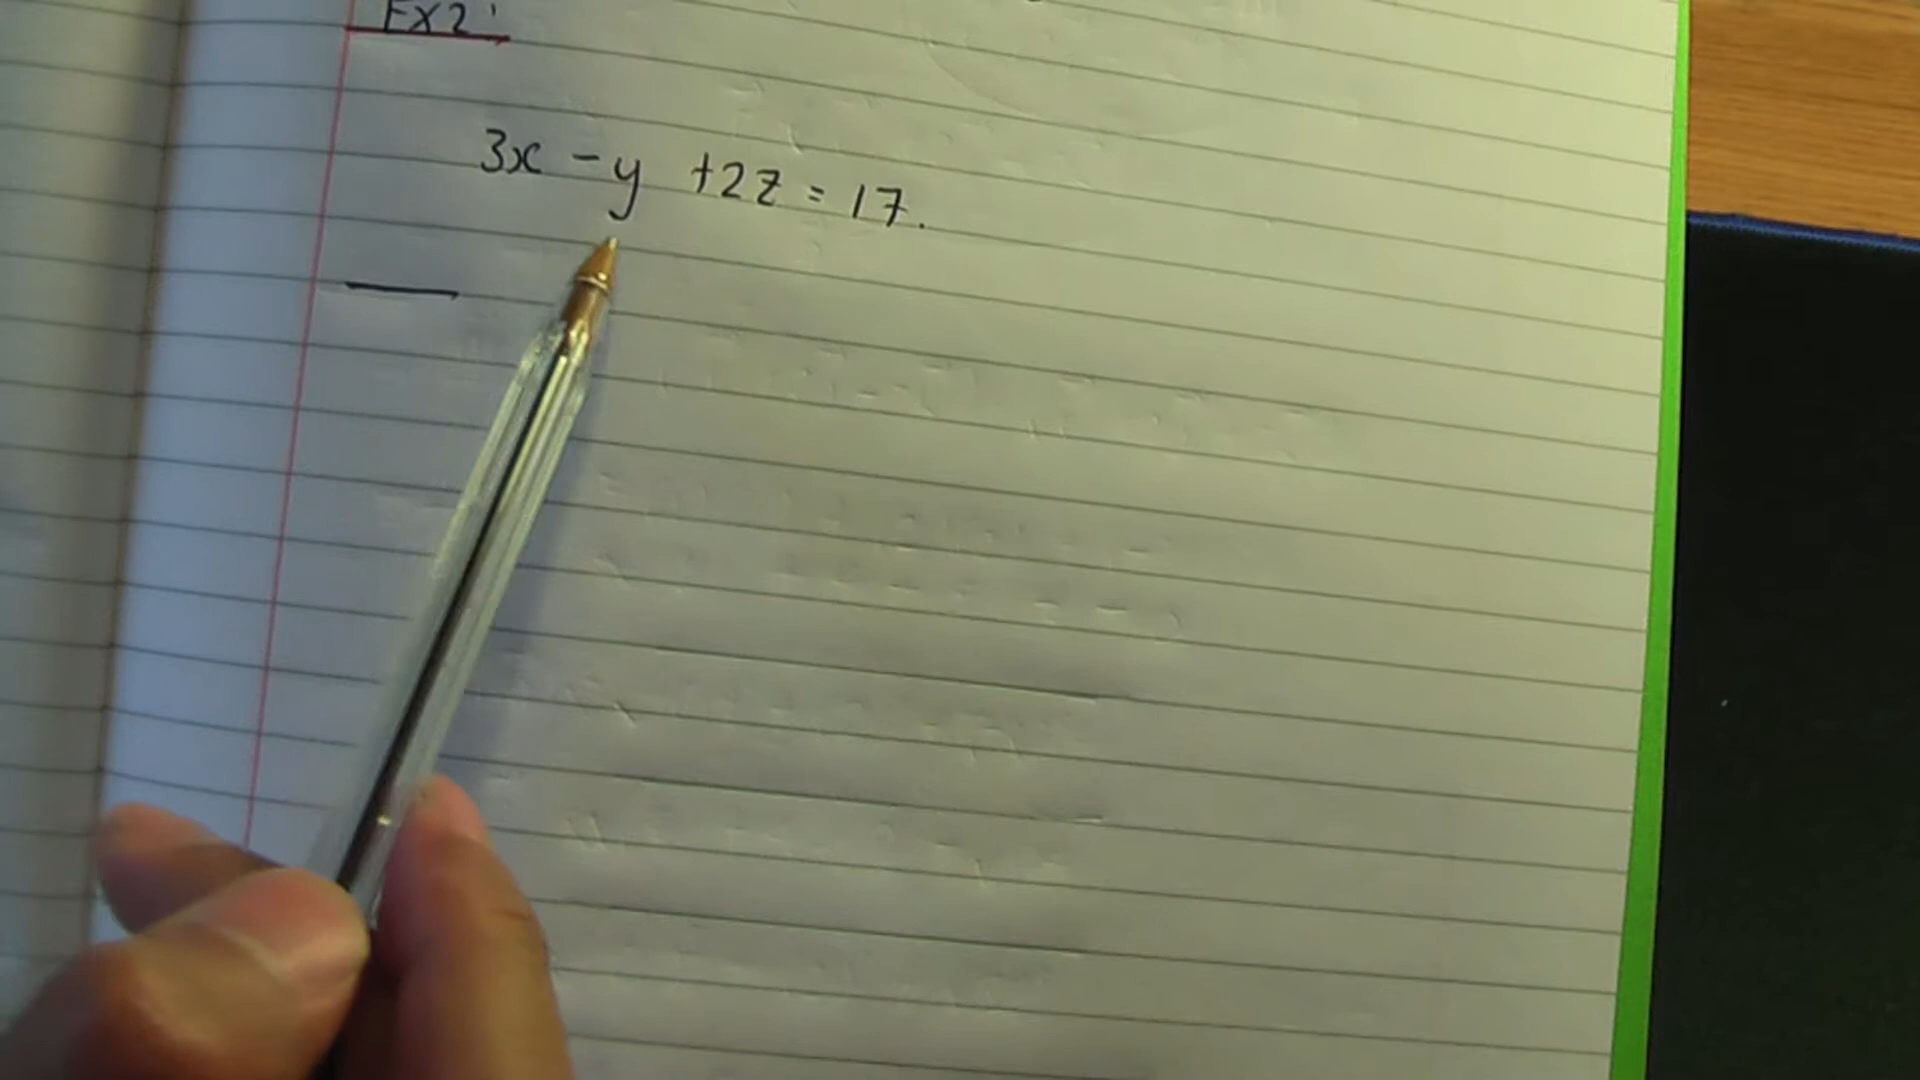 Ex2'
3x - y + 2z = 17.